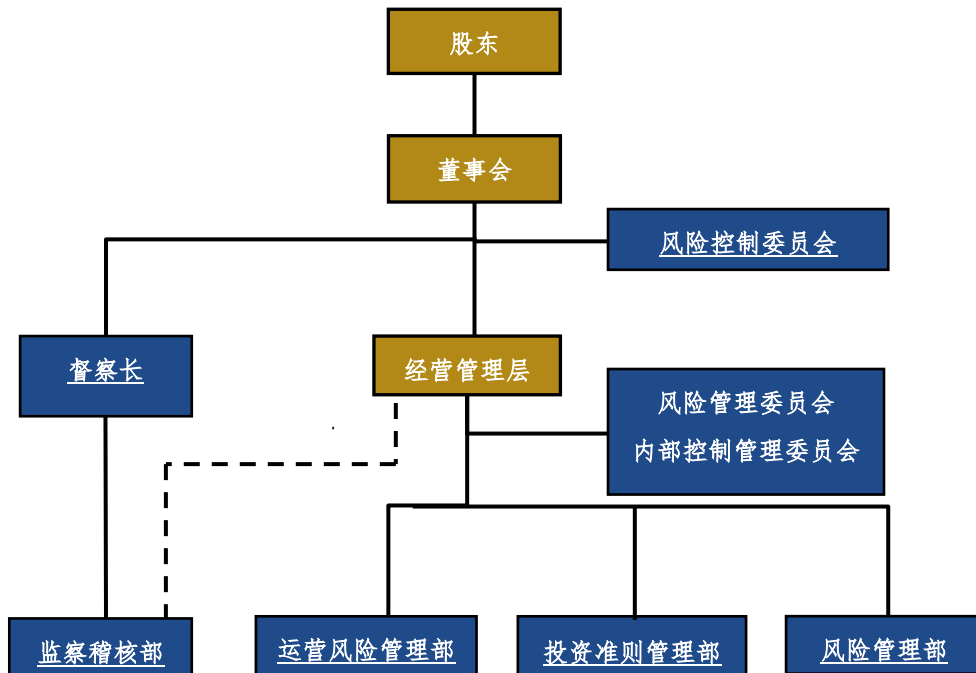 股东
董事会
风险控制委员会
督察长
经营管理层
风险管理委员会
内部控制管理委员会
监察稽核部
运营风险管理部
投资准则管理部
风险管理部